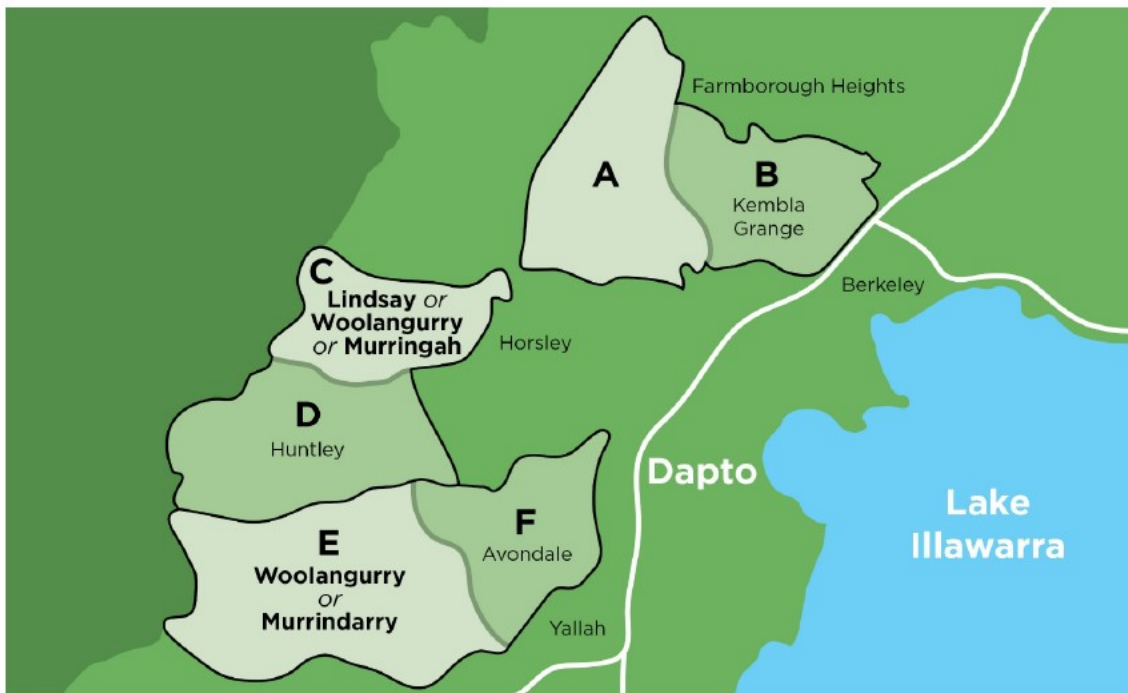 Farmborough Heights
A
B
Kembla
Grange
Berkeley
C
Lindsay or
Woolangurry
or Murringah
Horsley
D
Huntley
Dapto
Lake
Illawarra
E
Woolangurry
or
Murrindarry
F
Avondale
Yallah